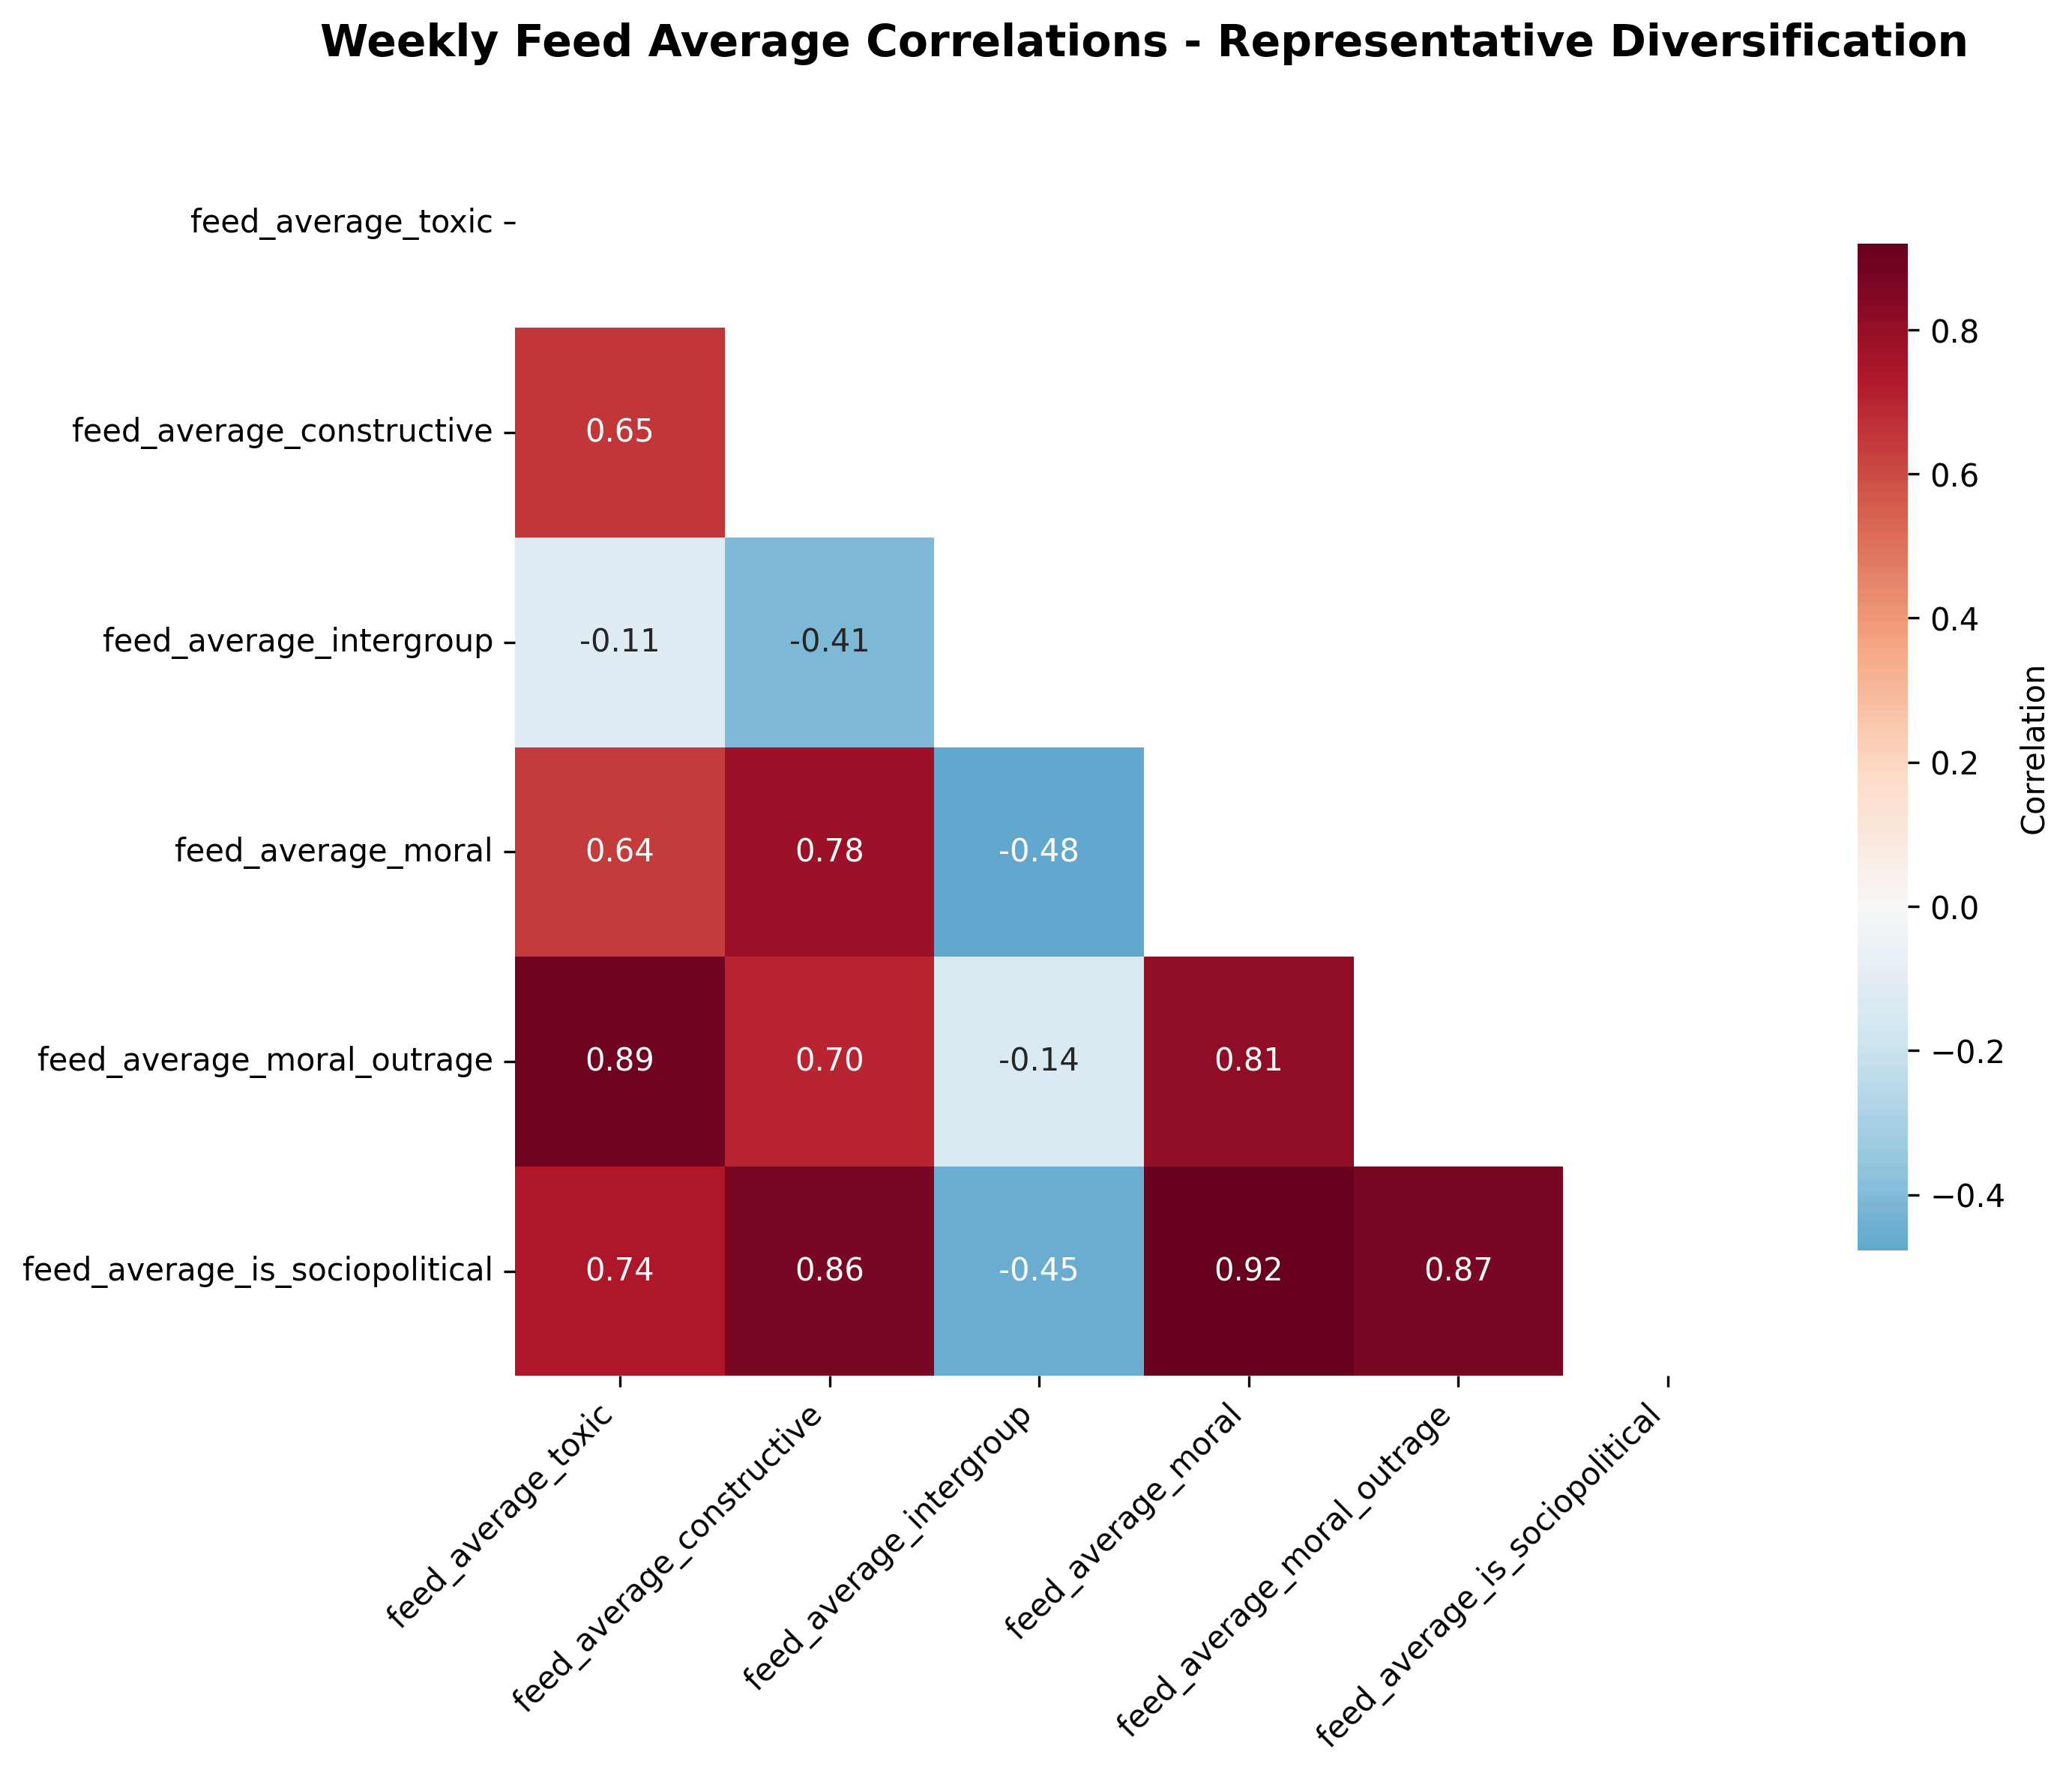 Weekly Feed Average Correlations - Representative Diversification
feed_average_toxic
feed_average_constructive
0.65
feed_average_intergroup
-0.11 -0.41
feed_average_moral
0.64 0.78 -0.48
feed_average_moral_outrage
0.89 0.70 -0.14 0.81
feed_average_is_sociopolitical
0.74 0.86 -0.45 0.92 0.87
feed_average_toxic
feed_average_constructive
feed_average_intergroup
feed_average_moral
feed_average_moral_outrage
feed_average_is_sociopolitical
0.8
0.6
0.4
0.2
0.0
−0.2
−0.4
Correlation